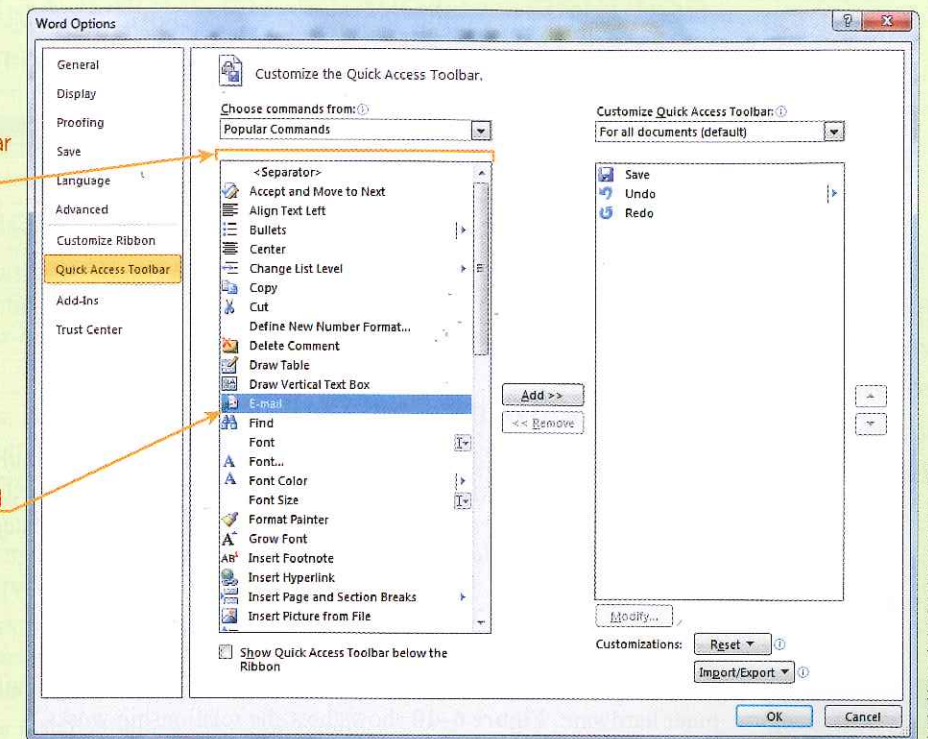 Word Options
General
Display
Proofing
Save
Language
Advanced
Customize Ribbon
Quick Access Toolbar
Add-Ins
Trust Center
Customize the Quick Access Toolbar.
Choose commands from:
Popular Commands
<Separator>
Accept and Move to Next
Align Text Left
Bullets
Center
Change List Level
Copy
Cut
Define New Number Format...
Delete Comment
Draw Table
Draw Vertical Text Box
E-mail
Find
Font
Font...
Font Color
Font Size
Format Painter
Grow Font
Insert Footnote
Insert Hyperlink
Insert Page and Section Breaks
Insert Picture from File
Show Quick Access Toolbar below the
Ribbon
Add >>
<< Remove
Customize Quick Access Toolbar:
For all documents (default)
Save
Undo
Redo
Modify...
Customizations:
Reset
Import/Export
OK
Cancel